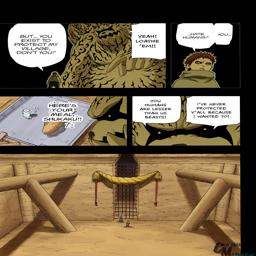 BUT... YOU
EXIST TO
PROTECT MY
VILLAGE,
DON'T YOU?
YEAH!
LOATHE
'EM!!
YOU...
...HATE
HUMANS?
HERE'S
YOUR
MEAL,
SHUKAKU!!
YOU
HUMANS
ARE LESSER
THAN US
BEASTS!
I'VE NEVER
PROTECTED
Y'ALL BECAUSE
I WANTED TO!